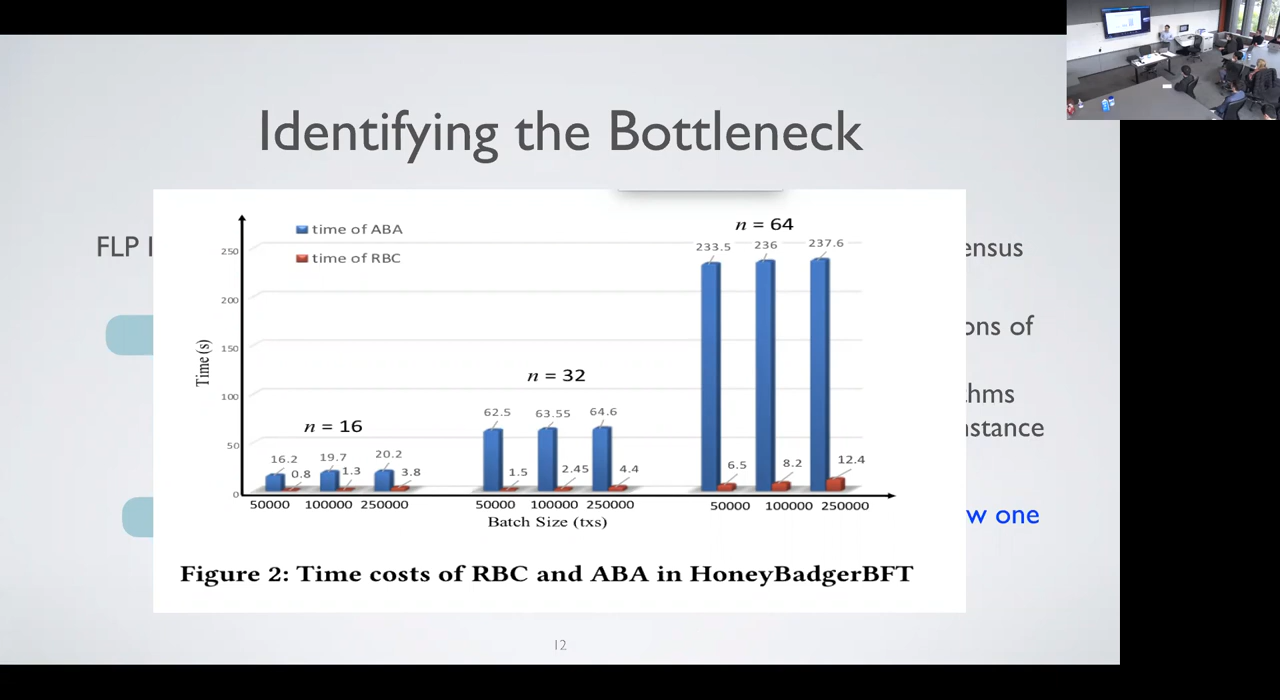 Identifying the Bottleneck
FLP
ensus
ons of
hms
nstance
w one
time of ABA
time of RBC
Time (s)
250
200
150
100
50
0
n = 16
16.2 0.8 19.7 1.3 20.2 3.8
n = 32
62.5 1.5 63.55 2.45 64.6 4.4
n = 64
233.5 6.5 236 8.2 237.6 12.4
50000 100000 250000 50000 100000 250000 50000 100000 250000
Batch Size (txs)
Figure 2: Time costs of RBC and ABA in HoneyBadgerBFT
12